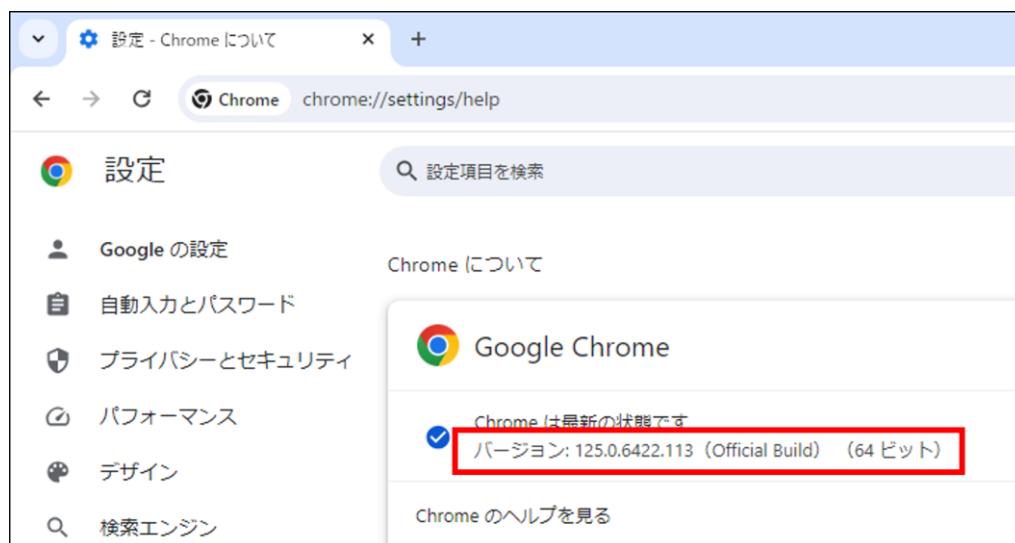 設定 - Chrome について
Chrome chrome://settings/help
設定
設定項目を検索
Google の設定
自動入力とパスワード
プライバシーとセキュリティ
パフォーマンス
デザイン
検索エンジン
Chrome について
Google Chrome
Chrome は最新の状態です
バージョン: 125.0.6422.113（Official Build） （64 ビット）
Chrome のヘルプを見る